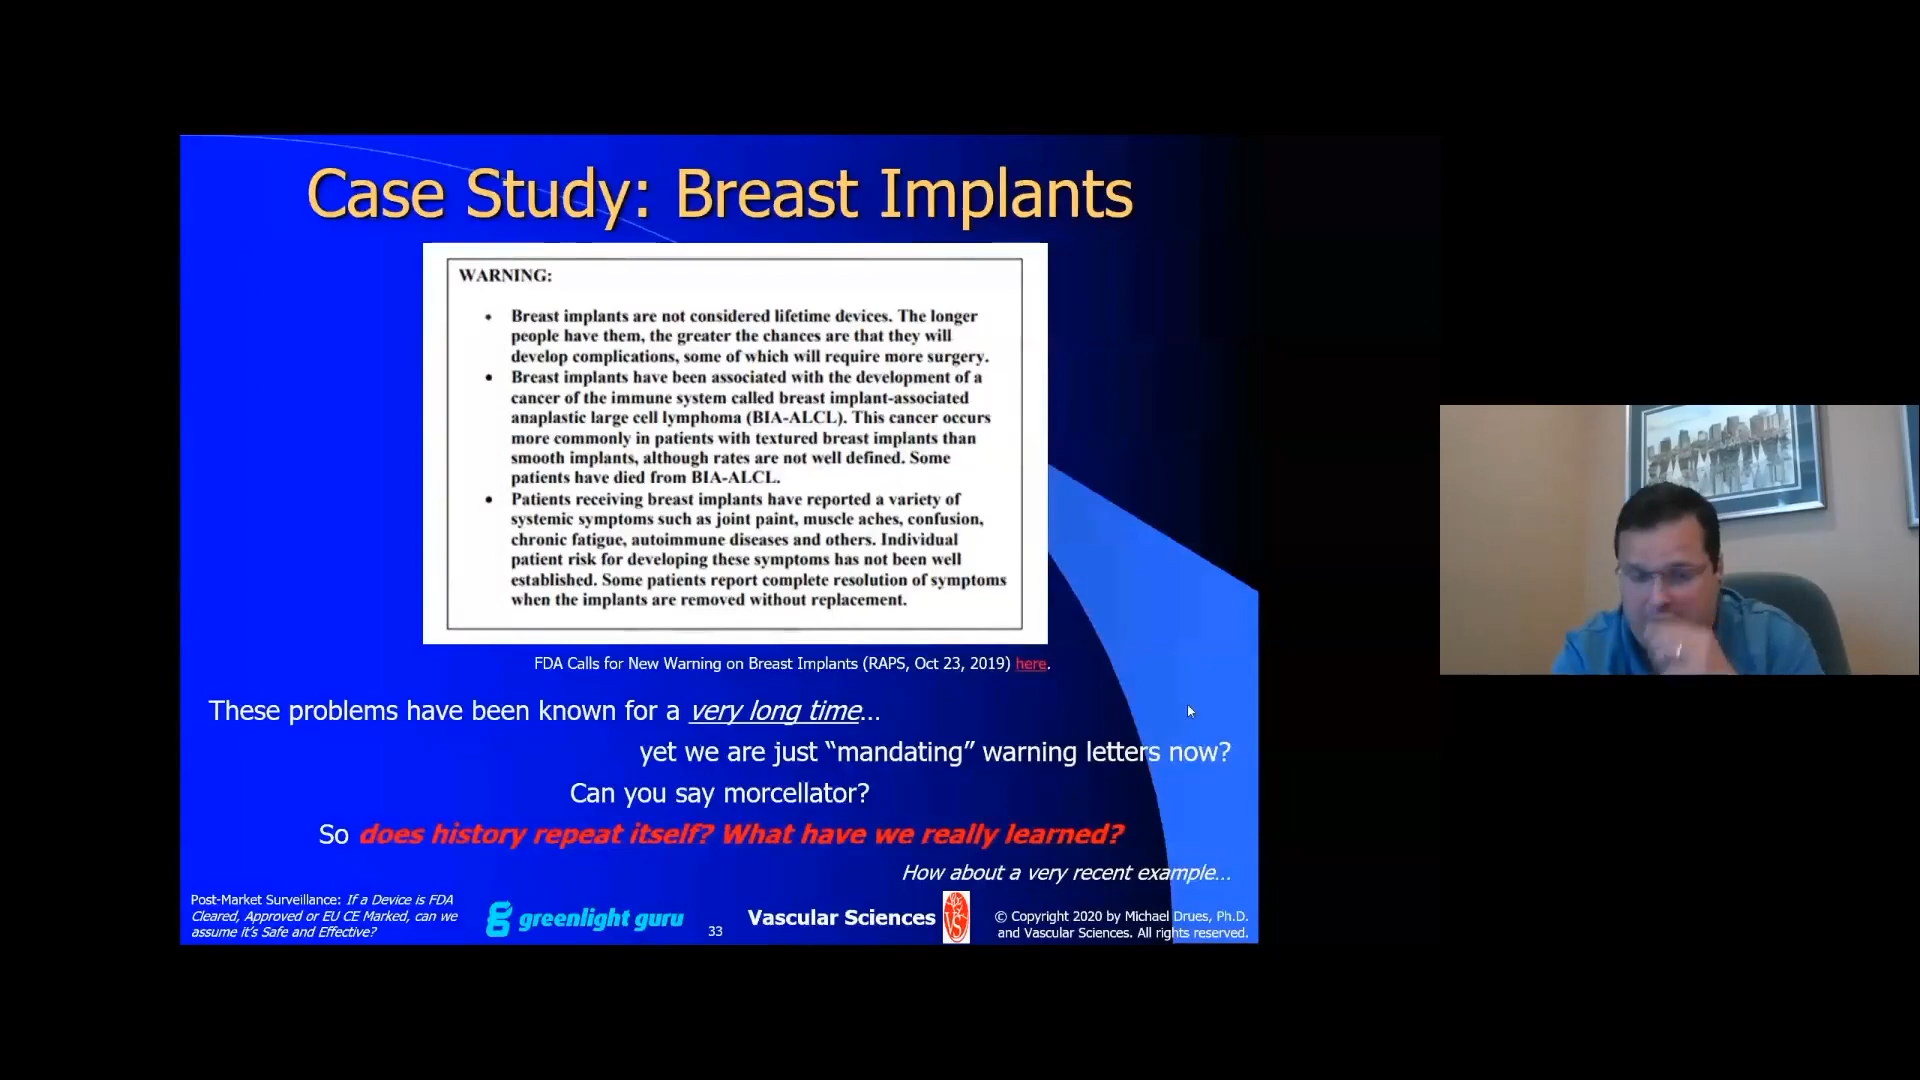 Case Study: Breast Implants
WARNING:
• Breast implants are not considered lifetime devices. The longer
people have them, the greater the chances are that they will
develop complications, some of which will require more surgery.
• Breast implants have been associated with the development of a
cancer of the immune system called breast implant-associated
anaplastic large cell lymphoma (BIA-ALCL). This cancer occurs
more commonly in patients with textured breast implants than
smooth implants, although rates are not well defined. Some
patients have died from BIA-ALCL.
• Patients receiving breast implants have reported a variety of
systemic symptoms such as joint paint, muscle aches, confusion,
chronic fatigue, autoimmune diseases and others. Individual
patient risk for developing these symptoms has not been well
established. Some patients report complete resolution of symptoms
when the implants are removed without replacement.
FDA Calls for New Warning on Breast Implants (RAPS, Oct 23, 2019) here.
These problems have been known for a very long time…
yet we are just “mandating” warning letters now?
Can you say morcellator?
So does history repeat itself? What have we really learned?
How about a very recent example…
Post-Market Surveillance: If a Device is FDA
Cleared, Approved or EU CE Marked, can we
assume it’s Safe and Effective?
greenlight guru
33
Vascular Sciences
VS
© Copyright 2020 by Michael Drues, Ph.D.
and Vascular Sciences. All rights reserved.